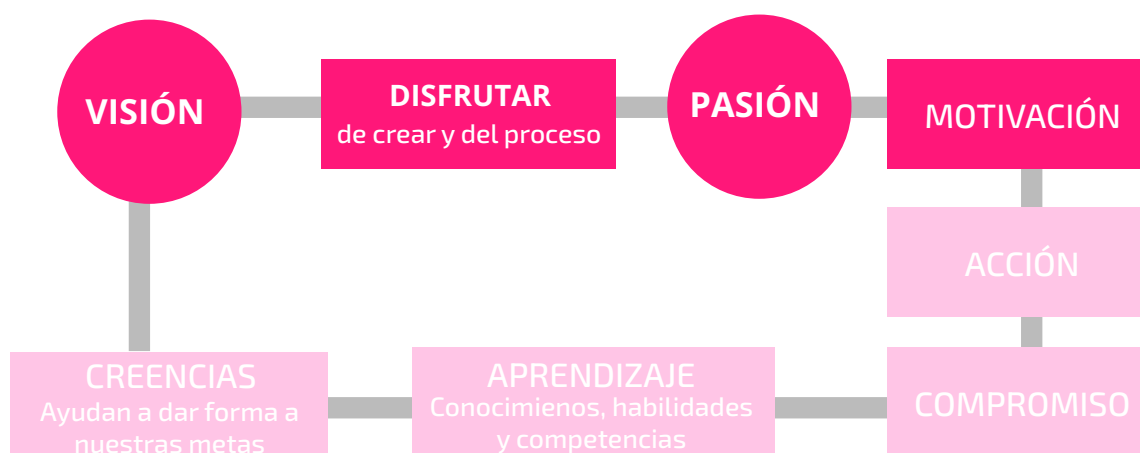 VISIÓN
DISFRUTAR
de crear y del proceso
PASIÓN
MOTIVACIÓN
ACCIÓN
CREENCIAS
Ayudan a dar forma a
nuestras metas
APRENDIZAJE
Conocimienos, habilidades
y competencias
COMPROMISO